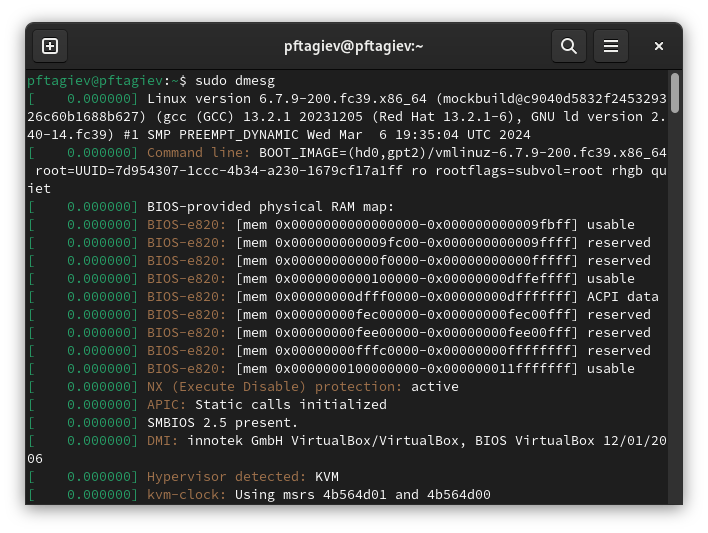 pftagiev@pftagiev:~
pftagiev@pftagiev:~$ sudo dmesg
[    0.000000] Linux version 6.7.9-200.fc39.x86_64 (mockbuild@c9040d5832f2453293
26c60b1688b627) (gcc (GCC) 13.2.1 20231205 (Red Hat 13.2.1-6), GNU ld version 2.
40-14.fc39) #1 SMP PREEMPT_DYNAMIC Wed Mar  6 19:35:04 UTC 2024
[    0.000000] Command line: BOOT_IMAGE=(hd0,gpt2)/vmlinuz-6.7.9-200.fc39.x86_64
 root=UUID=7d954307-1ccc-4b34-a230-1679cf17a1ff ro rootflags=subvol=root rhgb qu
iet
[    0.000000] BIOS-provided physical RAM map:
[    0.000000] BIOS-e820: [mem 0x0000000000000000-0x000000000009fbff] usable
[    0.000000] BIOS-e820: [mem 0x000000000009fc00-0x000000000009ffff] reserved
[    0.000000] BIOS-e820: [mem 0x00000000000f0000-0x00000000000fffff] reserved
[    0.000000] BIOS-e820: [mem 0x0000000000100000-0x00000000dffeffff] usable
[    0.000000] BIOS-e820: [mem 0x00000000dfff0000-0x00000000dfffffff] ACPI data
[    0.000000] BIOS-e820: [mem 0x00000000fec00000-0x00000000fec00fff] reserved
[    0.000000] BIOS-e820: [mem 0x00000000fee00000-0x00000000fee00fff] reserved
[    0.000000] BIOS-e820: [mem 0x00000000fffc0000-0x00000000ffffffff] reserved
[    0.000000] BIOS-e820: [mem 0x0000000100000000-0x000000011fffffff] usable
[    0.000000] NX (Execute Disable) protection: active
[    0.000000] APIC: Static calls initialized
[    0.000000] SMBIOS 2.5 present.
[    0.000000] DMI: innotek GmbH VirtualBox/VirtualBox, BIOS VirtualBox 12/01/20
06
[    0.000000] Hypervisor detected: KVM
[    0.000000] kvm-clock: Using msrs 4b564d01 and 4b564d00